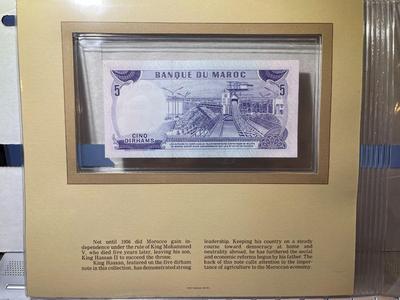 BANQUE DU MAROC
5
5
CINQ
DIRHAMS
Not until 1956 did Morocco gain in-
dependence under the rule of King Mohammed
V, who died five years later, leaving his son,
King Hassan II to succeed the throne.
King Hassan, featured on the five dirham
note in this collection, has demonstrated strong
leadership. Keeping his country on a steady
course toward democracy at home and
neutrality abroad, he has furthered the social
and economic reforms begun by his father. The
back of this note calls attention to the impor-
tance of agriculture to the Moroccan economy.